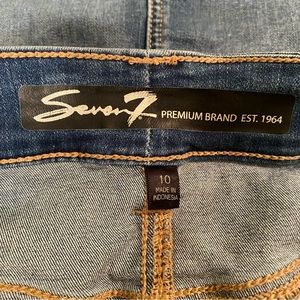 Seven7. PREMIUM BRAND EST. 1964
10
MADE IN
INDONESIA